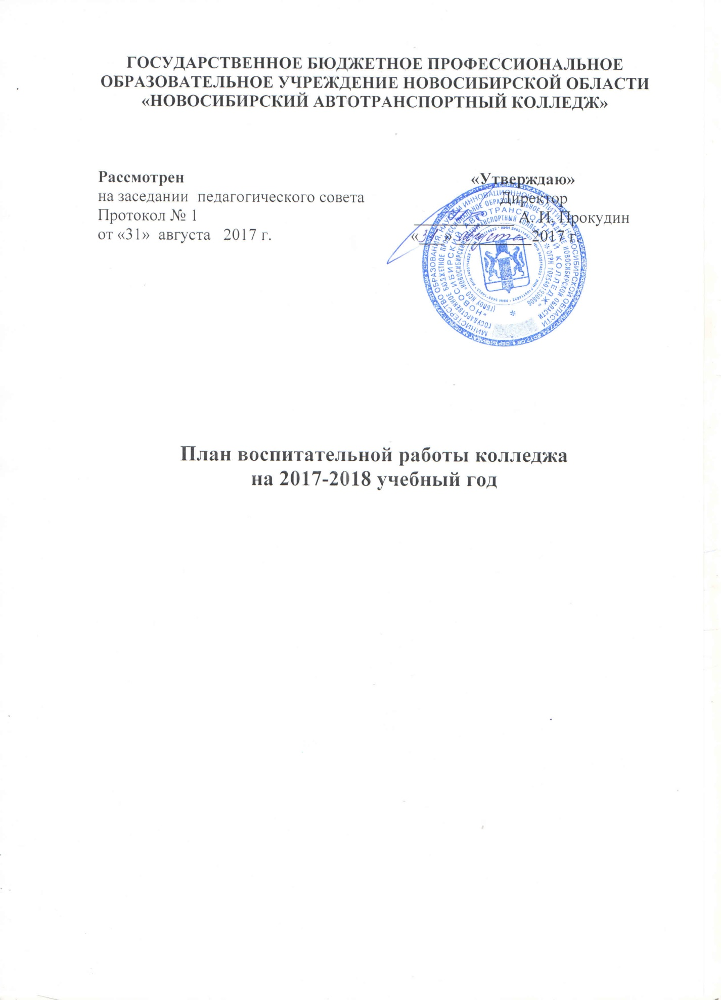 ГОСУДАРСТВЕННОЕ БЮДЖЕТНОЕ ПРОФЕССИОНАЛЬНОЕ
ОБРАЗОВАТЕЛЬНОЕ УЧРЕЖДЕНИЕ НОВОСИБИРСКОЙ ОБЛАСТИ
«НОВОСИБИРСКИЙ АВТОТРАНСПОРТНЫЙ КОЛЛЕДЖ»
Рассмотрен
на заседании педагогического совета
Протокол № 1
от «31» августа 2017 г.
«Утверждаю»
Директор
А. И. Прокудин
«31» августа 2017 г.
МИНИСТЕРСТВО ОБРАЗОВАНИЯ, НАУКИ И ИННОВАЦИОННОЙ ПОЛИТИКИ НОВОСИБИРСКОЙ ОБЛАСТИ
ГОСУДАРСТВЕННОЕ БЮДЖЕТНОЕ ПРОФЕССИОНАЛЬНОЕ ОБРАЗОВАТЕЛЬНОЕ УЧРЕЖДЕНИЕ НОВОСИБИРСКОЙ ОБЛАСТИ
«НОВОСИБИРСКИЙ АВТОТРАНСПОРТНЫЙ КОЛЛЕДЖ»
(ГБПОУ НСО «НОВОСИБИРСКИЙ АВТОТРАНСПОРТНЫЙ КОЛЛЕДЖ») * ОГРН 1025401930806
* ИНН 5405114622
План воспитательной работы колледжа
на 2017-2018 учебный год